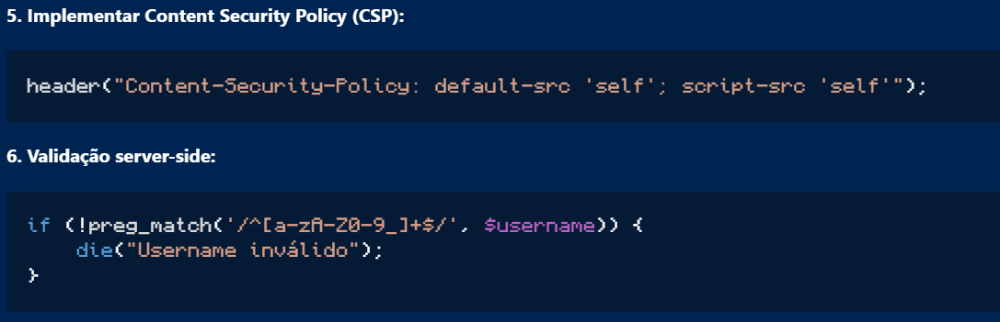 5. Implementar Content Security Policy (CSP):
header("Content-Security-Policy: default-src 'self'; script-src 'self'");
6. Validação server-side:
if (!preg_match('/^[a-zA-Z0-9_]+$/', $username)) {
    die("Username inválido");
}